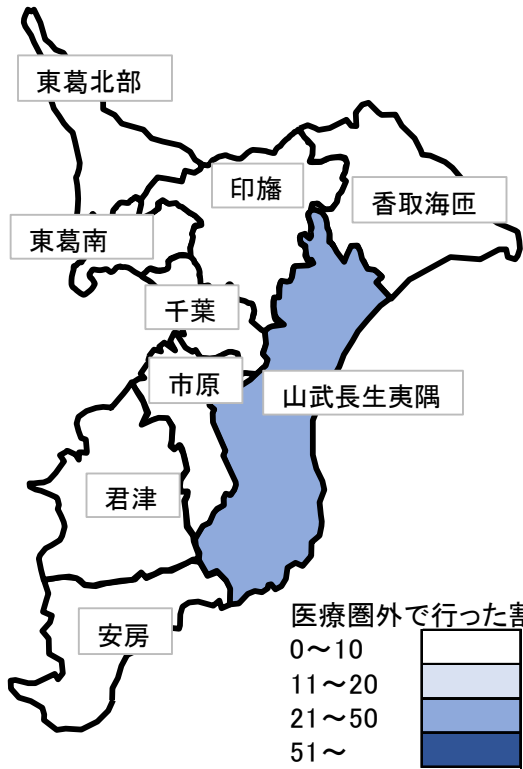 東葛北部
印旛
香取海匝
東葛南
千葉
市原
山武長生夷隅
君津
安房
医療圏外で行った割
0～10
11～20
21～50
51～